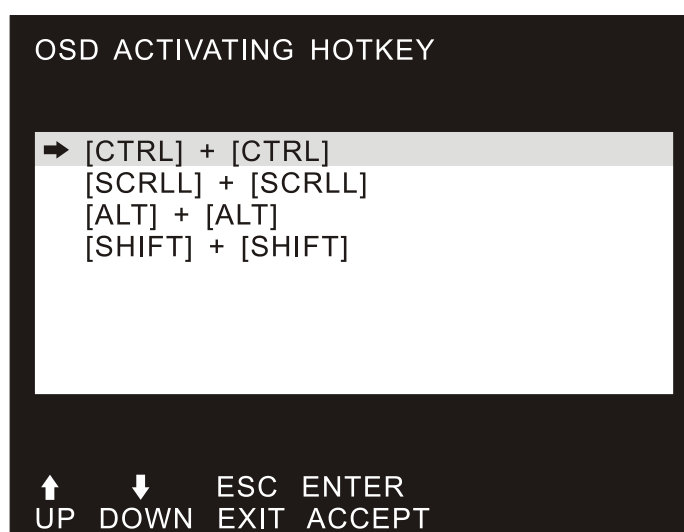 OSD ACTIVATING HOTKEY
[CTRL] + [CTRL]
[SCRLL] + [SCRLL]
[ALT] + [ALT]
[SHIFT] + [SHIFT]
ESC ENTER
UP DOWN EXIT ACCEPT